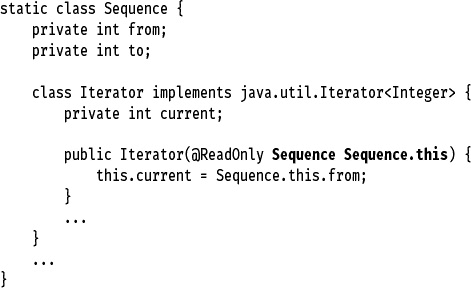 static class Sequence {
    private int from;
    private int to;

    class Iterator implements java.util.Iterator<Integer> {
        private int current;

        public Iterator(@ReadOnly Sequence Sequence.this) {
            this.current = Sequence.this.from;
        }
        ...
    }
    ...
}